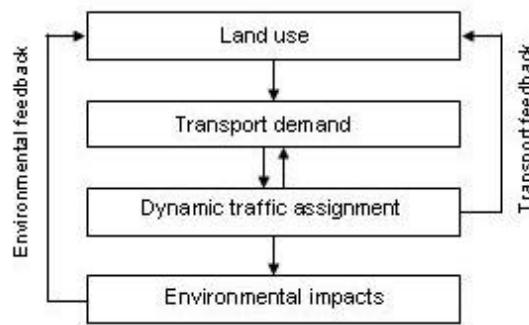 Land use
Transport demand
Dynamic traffic assignment
Environmental impacts
Environmental feedback
Transport feedback